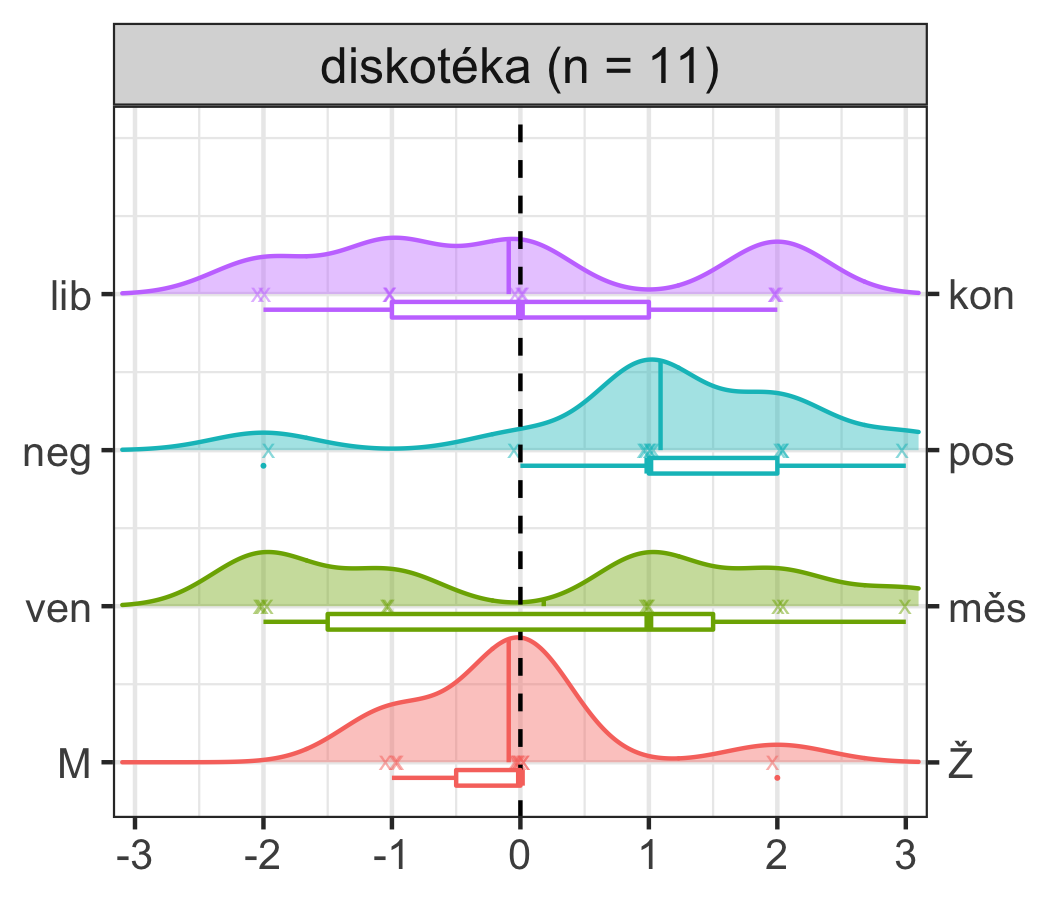 diskotéka (n = 11)
lib kon
neg pos
ven měs
M Ž
-3 -2 -1 0 1 2 3